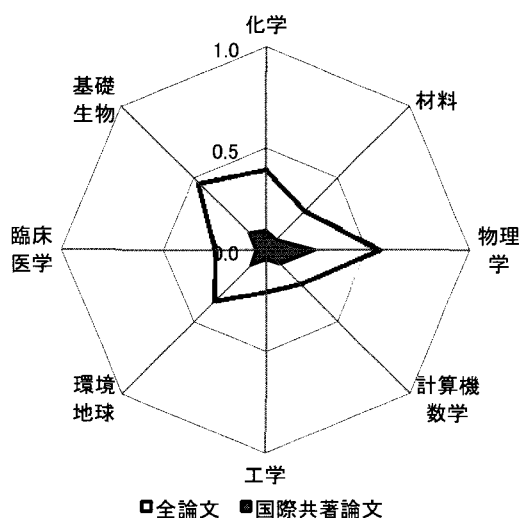 化学
1.0
基礎
生物
材料
0.5
臨床
医学
0.0
物理
学
環境
地球
計算機
数学
工学
全論文 国際共著論文